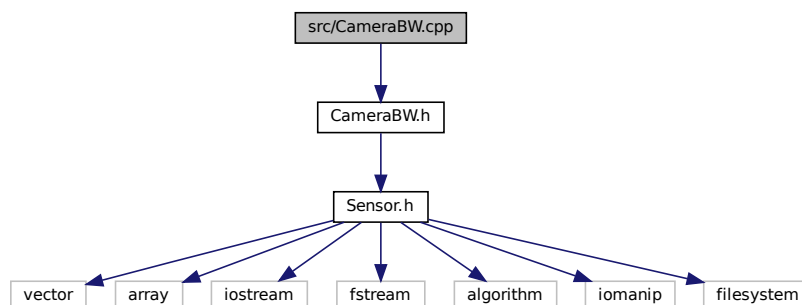 src/CameraBW.cpp
CameraBW.h
Sensor.h
vector array iostream fstream algorithm iomanip filesystem